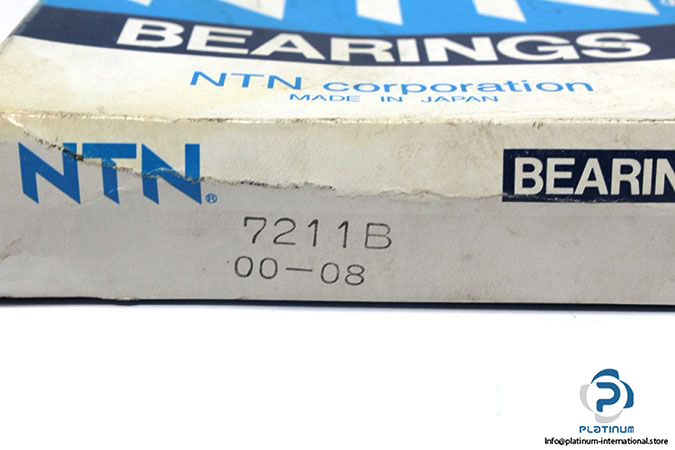 NTN
BEARINGS
NTN corporation
MADE IN JAPAN
NTN®
BEARIN
7211B
00-08
PLATINUM
Info@platinum-international.store